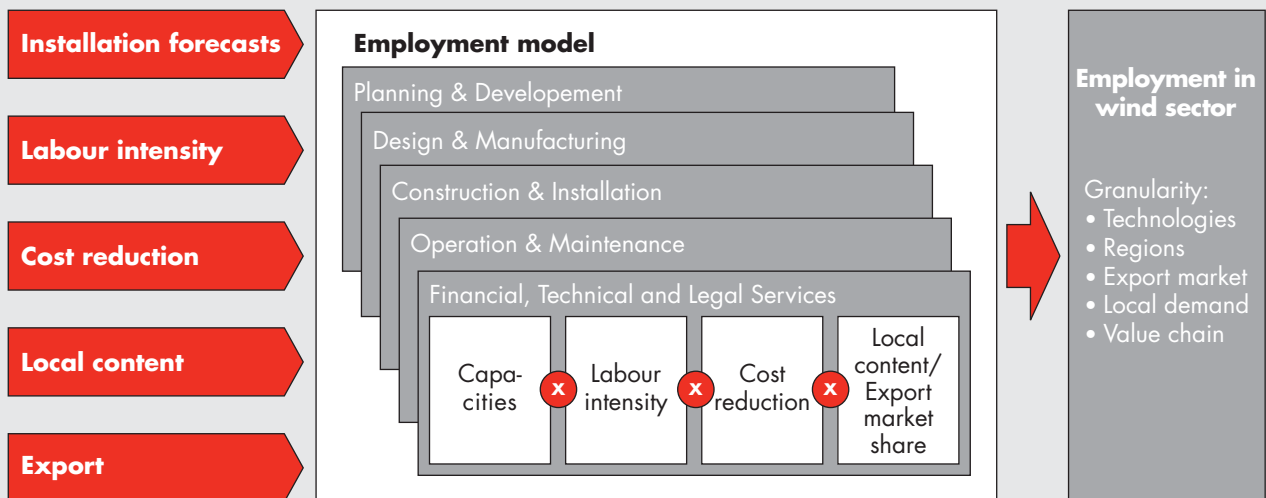 Installation forecasts
Labour intensity
Cost reduction
Local content
Export
Employment model
Planning & Developement
Design & Manufacturing
Construction & Installation
Operation & Maintenance
Financial, Technical and Legal Services
Capa-
cities
x
Labour
intensity
x
Cost
reduction
x
Local
content/
Export
market
share
Employment in
wind sector
Granularity:
• Technologies
• Regions
• Export market
• Local demand
• Value chain